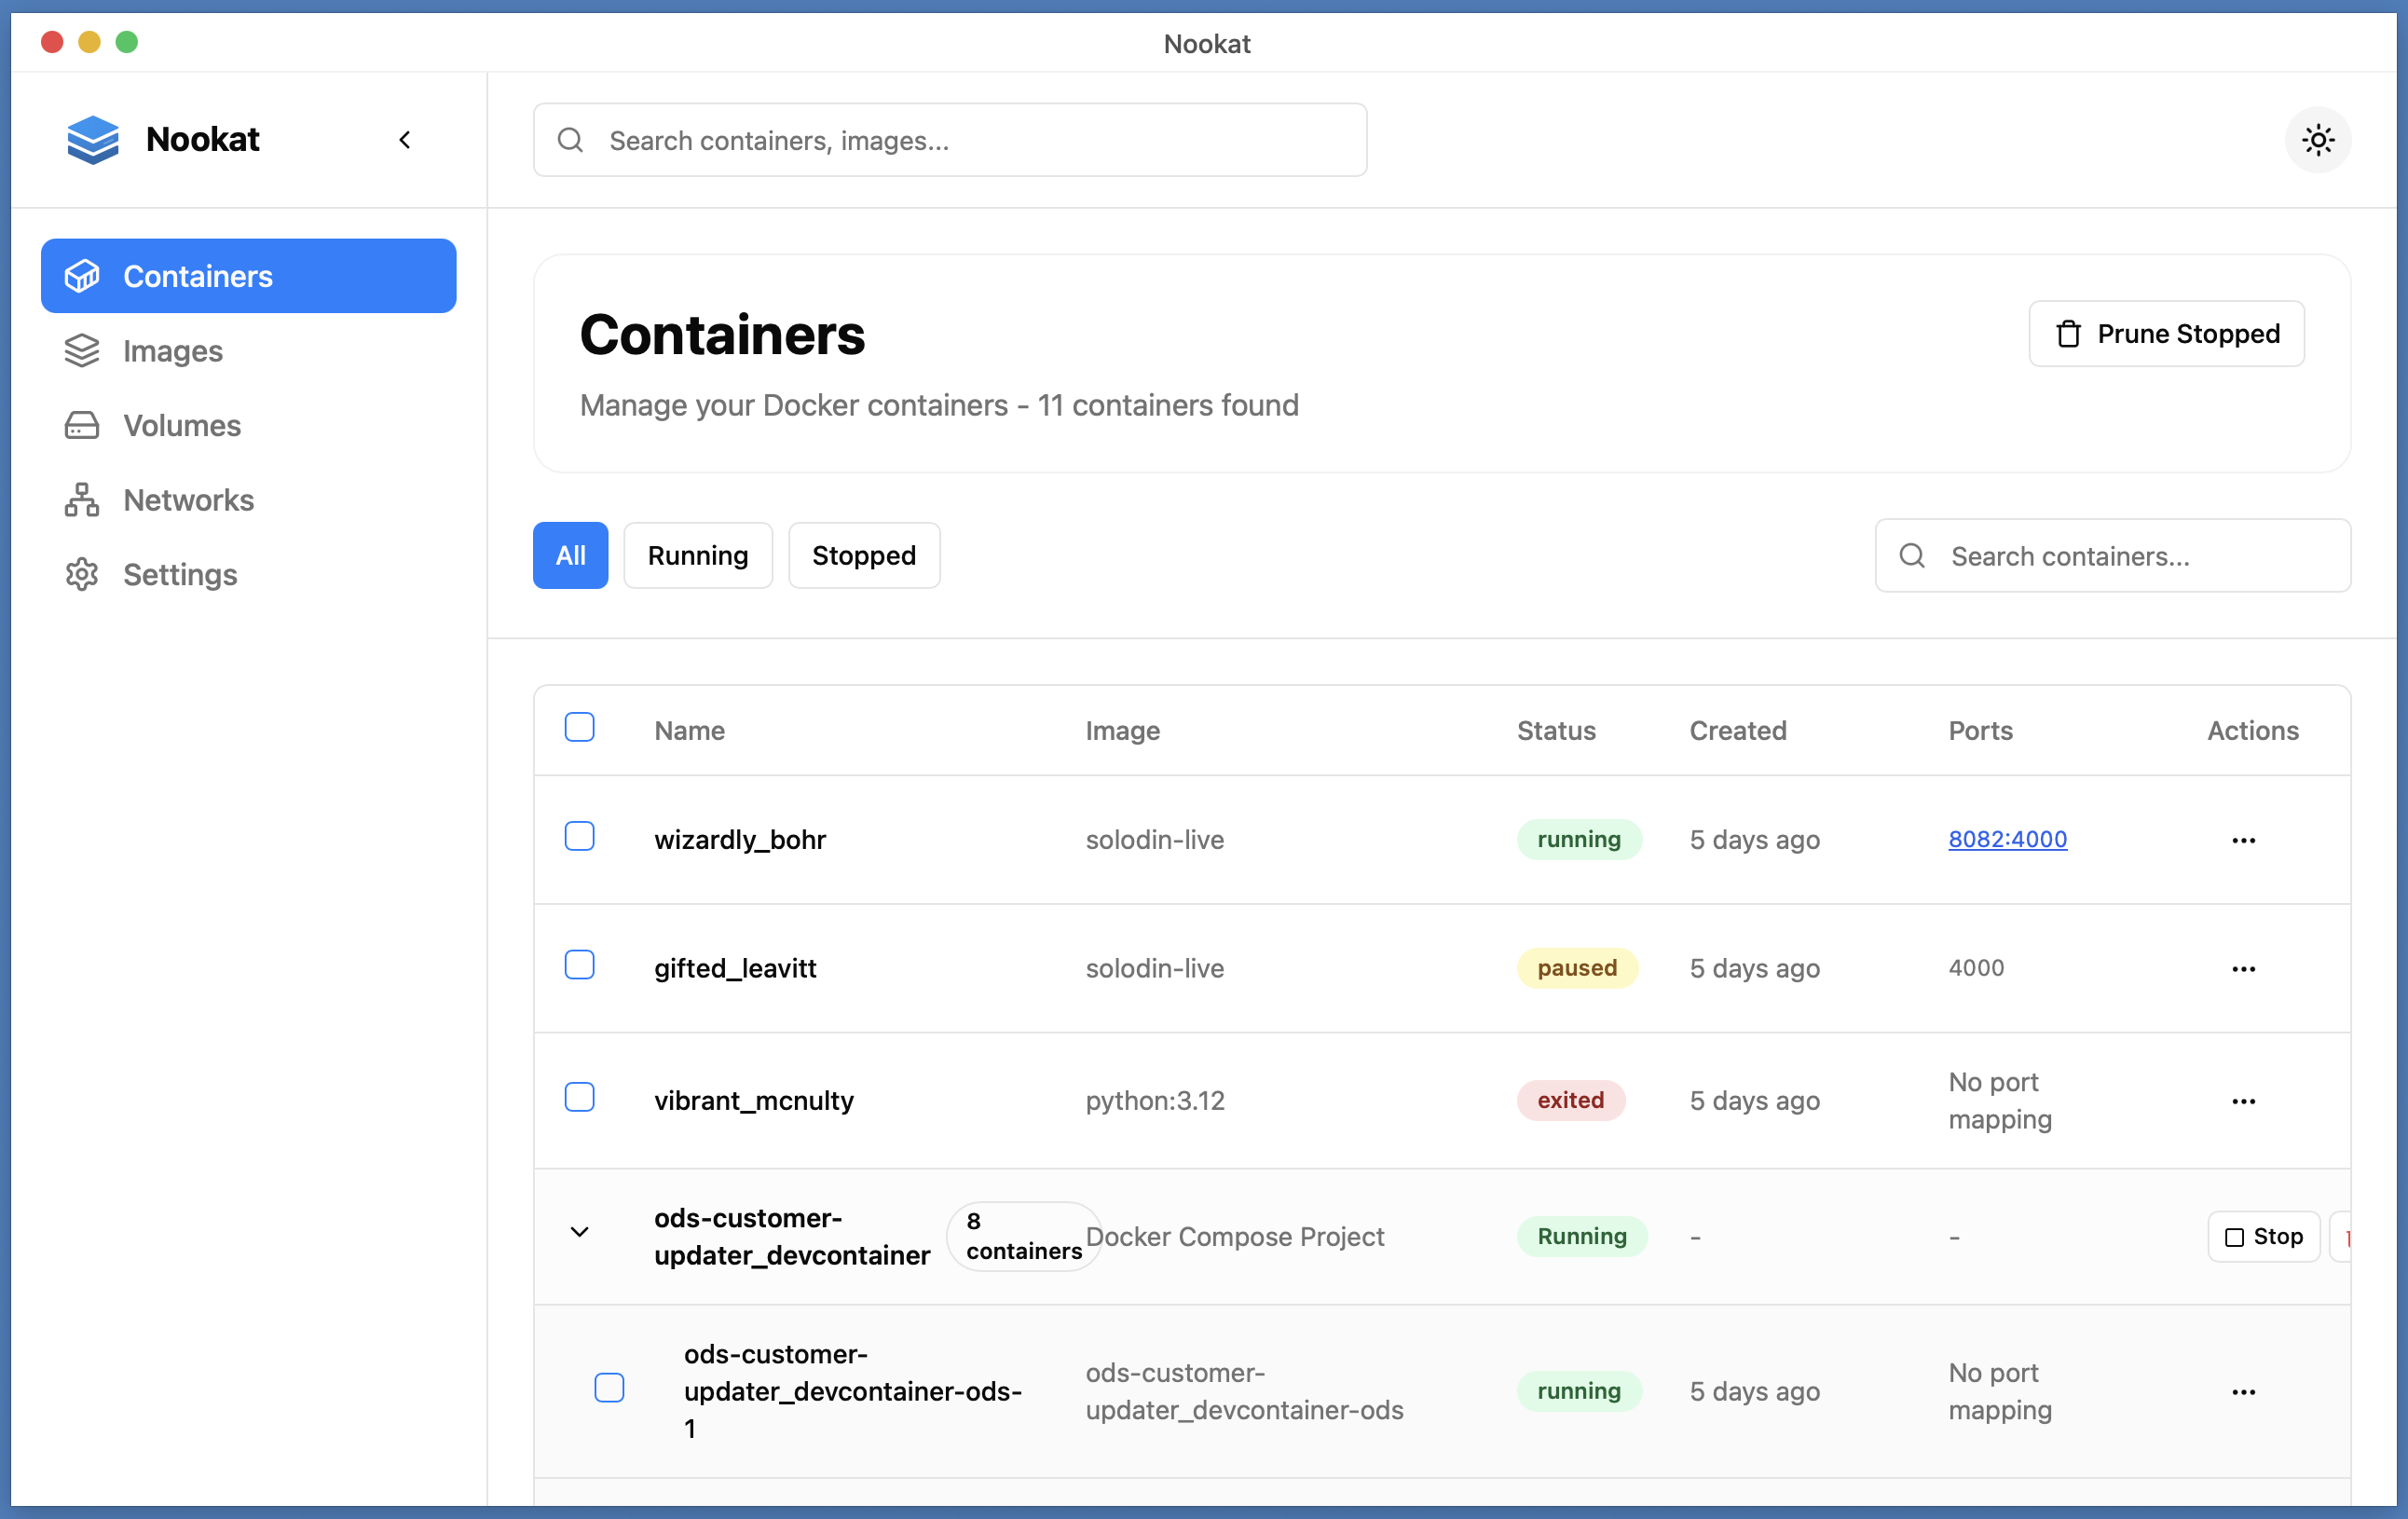 Nookat
Nookat
Search containers, images...
Containers
Images
Volumes
Networks
Settings
Containers
Manage your Docker containers - 11 containers found
Prune Stopped
All
Running
Stopped
Search containers...
Name
Image
Status
Created
Ports
Actions
wizardly_bohr
solodin-live
running
5 days ago
8082:4000
gifted_leavitt
solodin-live
paused
5 days ago
4000
vibrant_mcnulty
python:3.12
exited
5 days ago
No port
mapping
ods-customer-
updater_devcontainer
8
containers
Docker Compose Project
Running
-
-
Stop
ods-customer-
updater_devcontainer-ods-
1
ods-customer-
updater_devcontainer-ods
running
5 days ago
No port
mapping